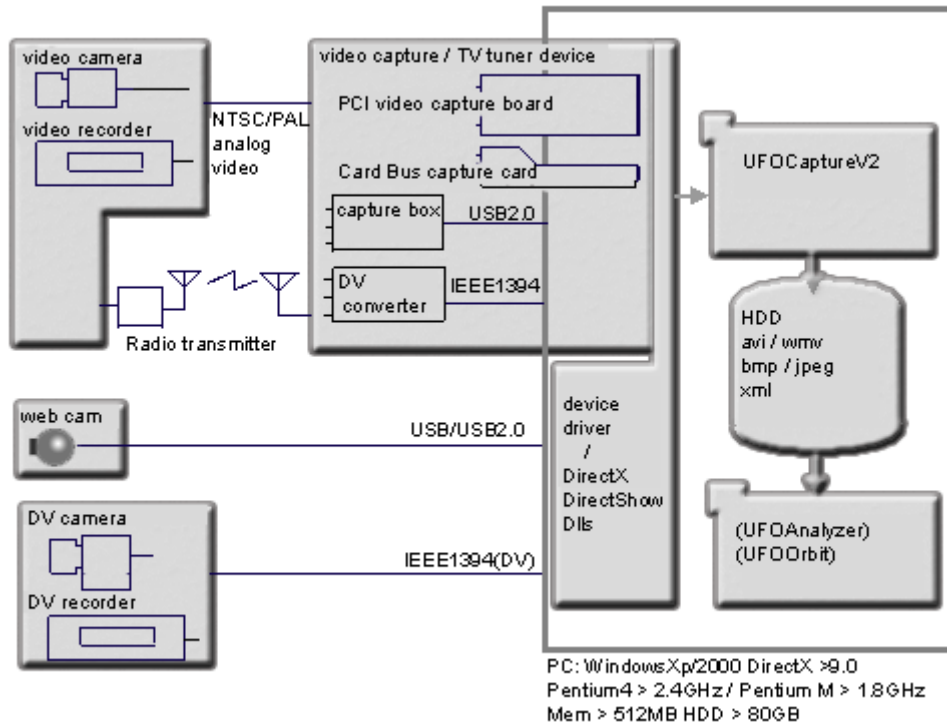 video camera
video recorder
NTSC/PAL
analog
video
Radio transmitter
video capture / TV tuner device
PCI video capture board
Card Bus capture card
capture box
USB2.0
DV
converter
IEEE1394
UFOCaptureV2
HDD
avi / wmv
bmp / jpeg
xml
web cam
USB/USB2.0
device
driver
/
DirectX
DirectShow
Dlls
DV camera
DV recorder
IEEE1394(DV)
(UFOAnalyzer)
(UFOOrbit)
PC: WindowsXp/2000 DirectX >9.0
Pentium4 > 2.4GHz / Pentium M > 1.8GHz
Mem > 512MB HDD > 80GB